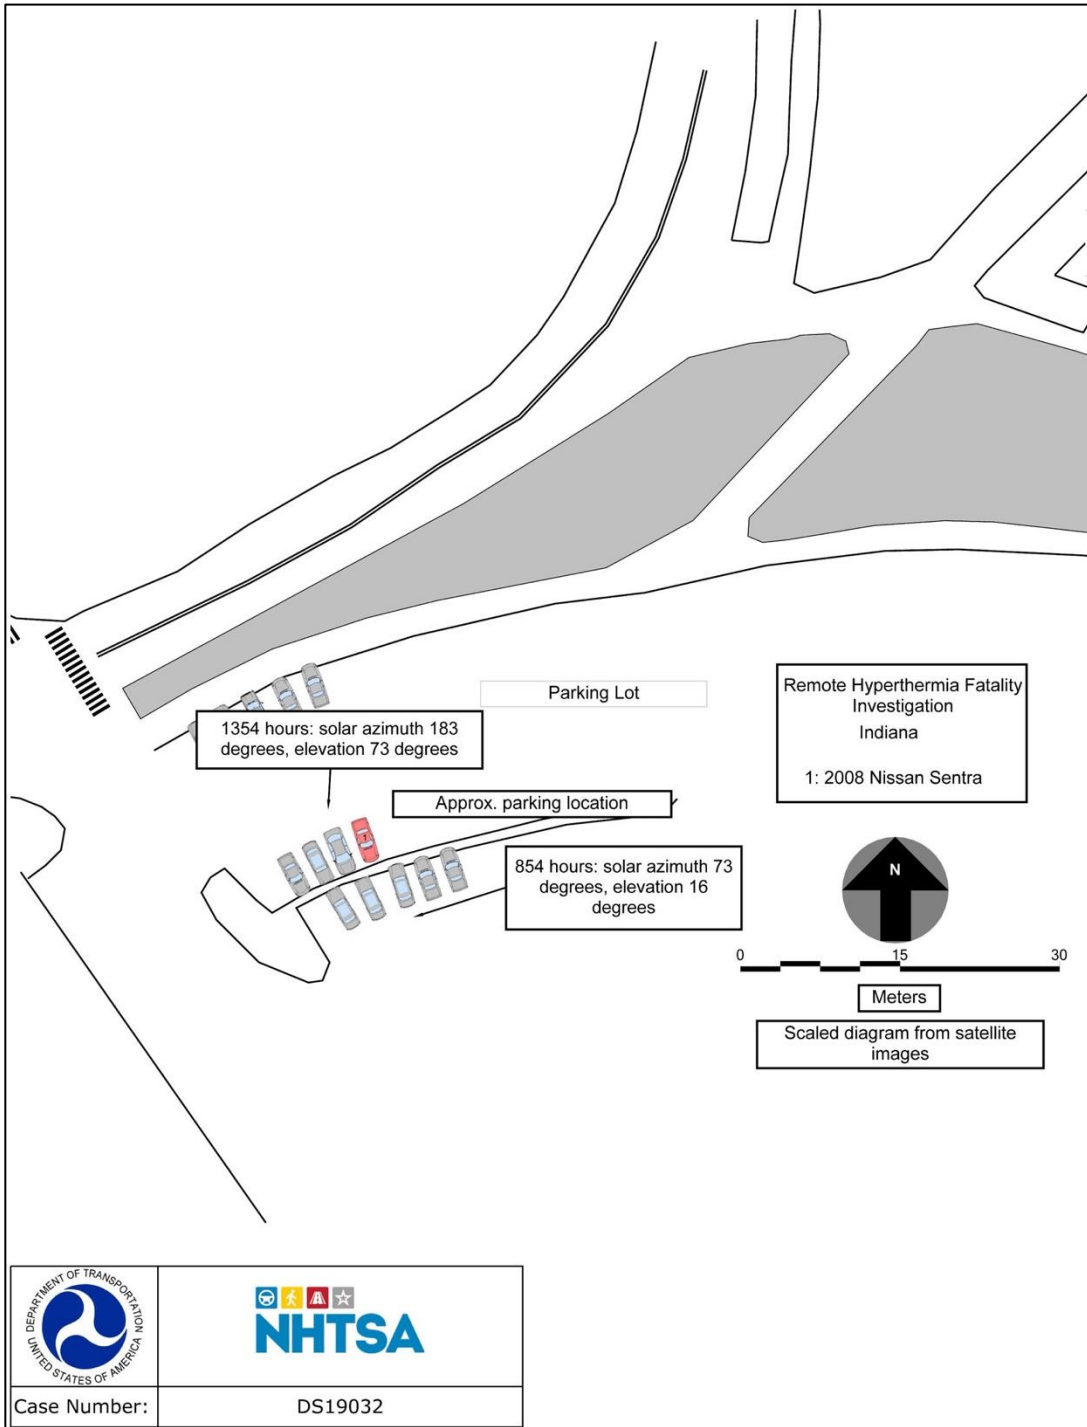 Parking Lot
Remote Hyperthermia Fatality
Investigation
Indiana
1: 2008 Nissan Sentra
1354 hours: solar azimuth 183
degrees, elevation 73 degrees
Approx. parking location
1
854 hours: solar azimuth 73
degrees, elevation 16
degrees
N
0 15 30
Meters
Scaled diagram from satellite
images
DEPARTMENT OF TRANSPORTATION
UNITED STATES OF AMERICA
NHTSA
Case Number: DS19032